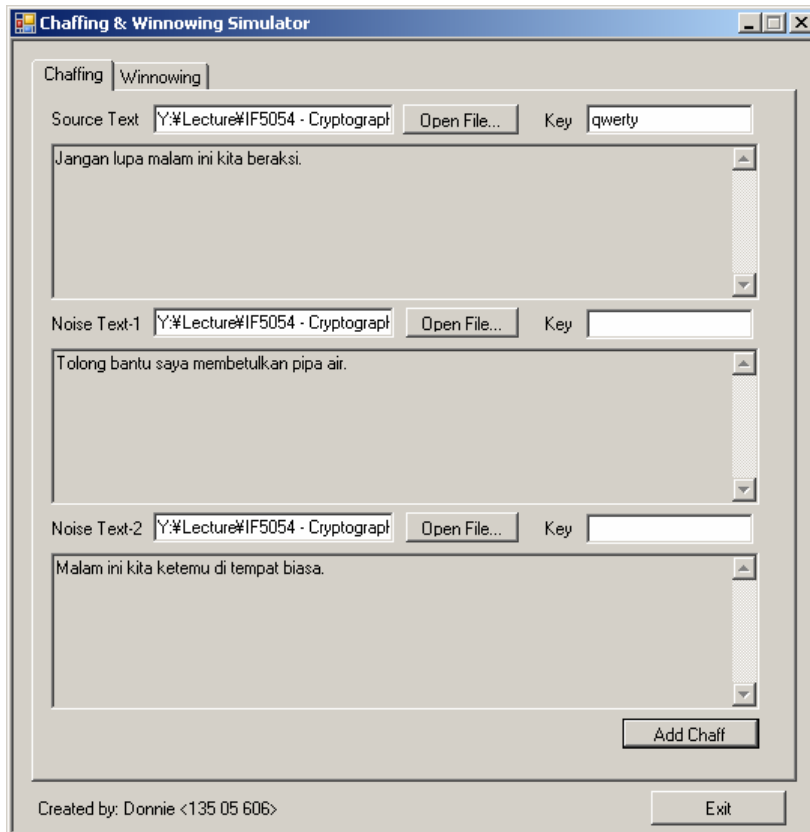 Chaffing & Winnowing Simulator
Chaffing Winnowing
Source Text Y:¥Lecture¥IF5054 - Cryptograph Open File... Key qwerty
Jangan lupa malam ini kita beraksi.
Noise Text-1 Y:¥Lecture¥IF5054 - Cryptograph Open File... Key
Tolong bantu saya membetulkan pipa air.
Noise Text-2 Y:¥Lecture¥IF5054 - Cryptograph Open File... Key
Malam ini kita ketemu di tempat biasa.
Add Chaff
Created by: Donnie <135 05 606> Exit